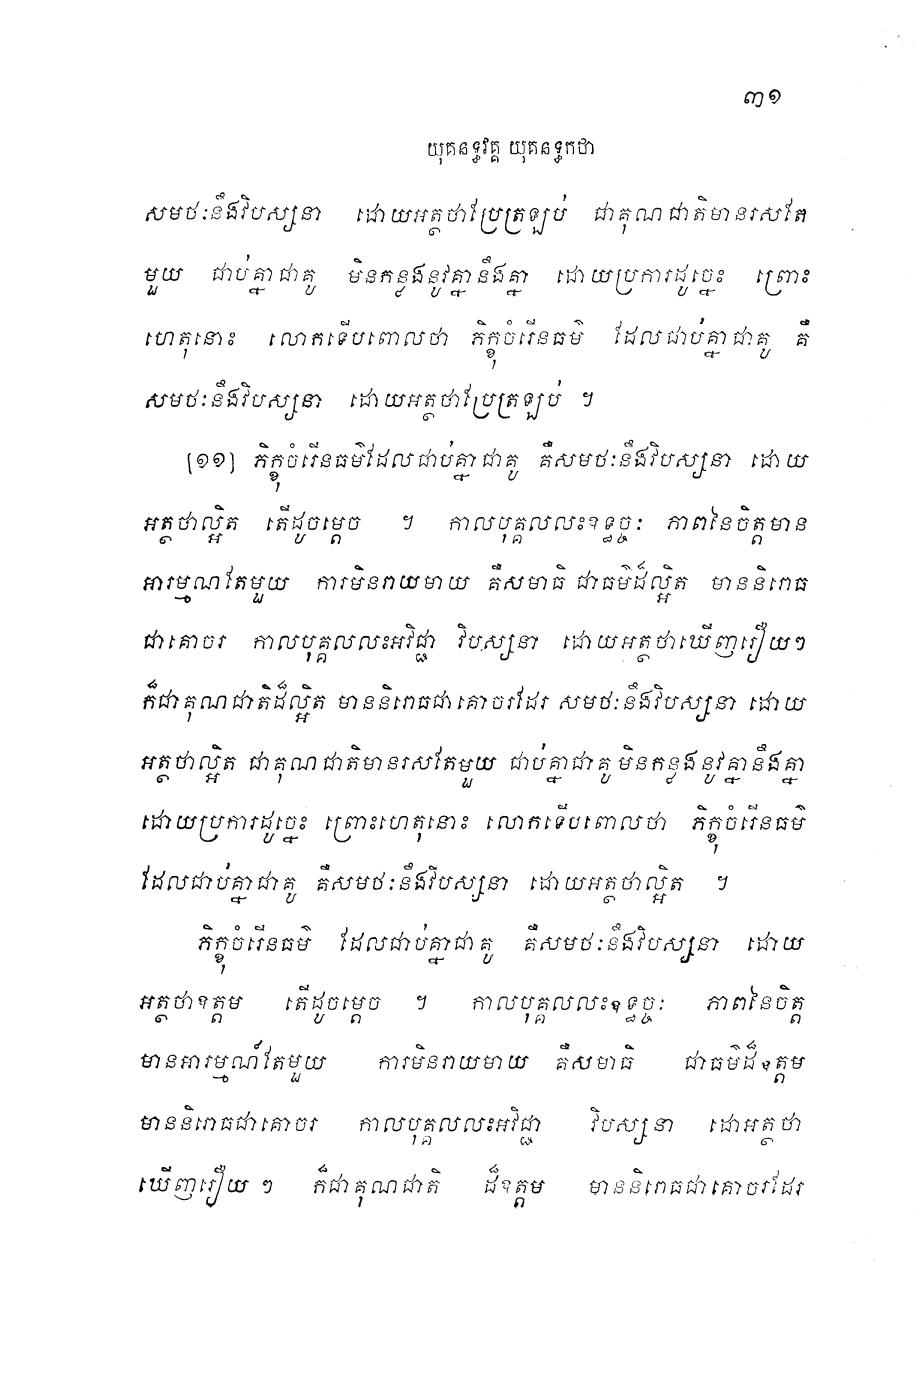 ៣១
យុគនទ្ធវគ្គ យុគនទ្ធកថា
សមថៈនឹងវិបស្សនា ដោយអត្ថថាប្រែត្រឡប់ ជាគុណជាតិមានរសតែ
មួយ ជាប់គ្នាជាគូ មិនកន្លងនូវគ្នានឹងគ្នា ដោយប្រការដូច្នេះ ព្រោះ
ហេតុនោះ លោកទើបពោលថា ភិក្ខុចំរើនធម៌ ដែលជាប់គ្នាជាគូ គឺ
សមថៈនឹងវិបស្សនា ដោយអត្ថថាប្រែត្រឡប់ ។
[១១] ភិក្ខុចំរើនធម៌ដែលជាប់គ្នាជាគូ គឺសមថៈនឹងវិបស្សនា ដោយ
អត្ថថាល្អិត តើដូចម្តេច ។ កាលបុគ្គលលះឧទ្ធច្ចៈ ភាពនៃចិត្តមាន
អារម្មណ៍តែមួយ ការមិនរាយមាយ គឺសមាធិ ជាធម៌ដ៏ល្អិត មាននិរោធ
ជាគោចរ កាលបុគ្គលលះអវិជ្ជា វិបស្សនា ដោយអត្ថថាឃើញរឿយៗ
ក៏ជាគុណជាតិដ៏ល្អិត មាននិរោធជាគោចរដែរ សមថៈនឹងវិបស្សនា ដោយ
អត្ថថាល្អិត ជាគុណជាតិមានរសតែមួយ ជាប់គ្នាជាគូ មិនកន្លងនូវគ្នានឹងគ្នា
ដោយប្រការដូច្នេះ ព្រោះហេតុនោះ លោកទើបពោលថា ភិក្ខុចំរើនធម៌
ដែលជាប់គ្នាជាគូ គឺសមថៈនឹងវិបស្សនា ដោយអត្ថថាល្អិត ។
ភិក្ខុចំរើនធម៌ ដែលជាប់គ្នាជាគូ គឺសមថៈនឹងវិបស្សនា ដោយ
អត្ថថាឧត្តម តើដូចម្តេច ។ កាលបុគ្គលលះឧទ្ធច្ចៈ ភាពនៃចិត្ត
មានអារម្មណ៍តែមួយ ការមិនរាយមាយ គឺសមាធិ ជាធម៌ដ៏ឧត្តម
មាននិរោធជាគោចរ កាលបុគ្គលលះអវិជ្ជា វិបស្សនា ដោអត្ថថា
ឃើញរឿយៗ ក៏ជាគុណជាតិ ដ៏ឧត្តម មាននិរោធជាគោចរដែរ